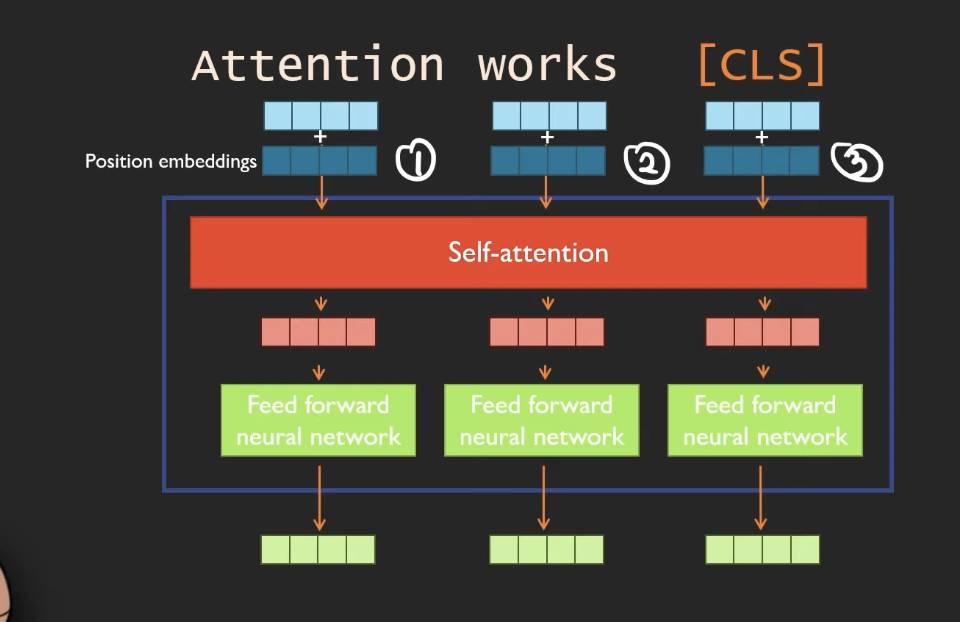 Attention works [CLS]
+ + +
Position embeddings 1 2 3
Self-attention
Feed forward neural network
Feed forward neural network
Feed forward neural network